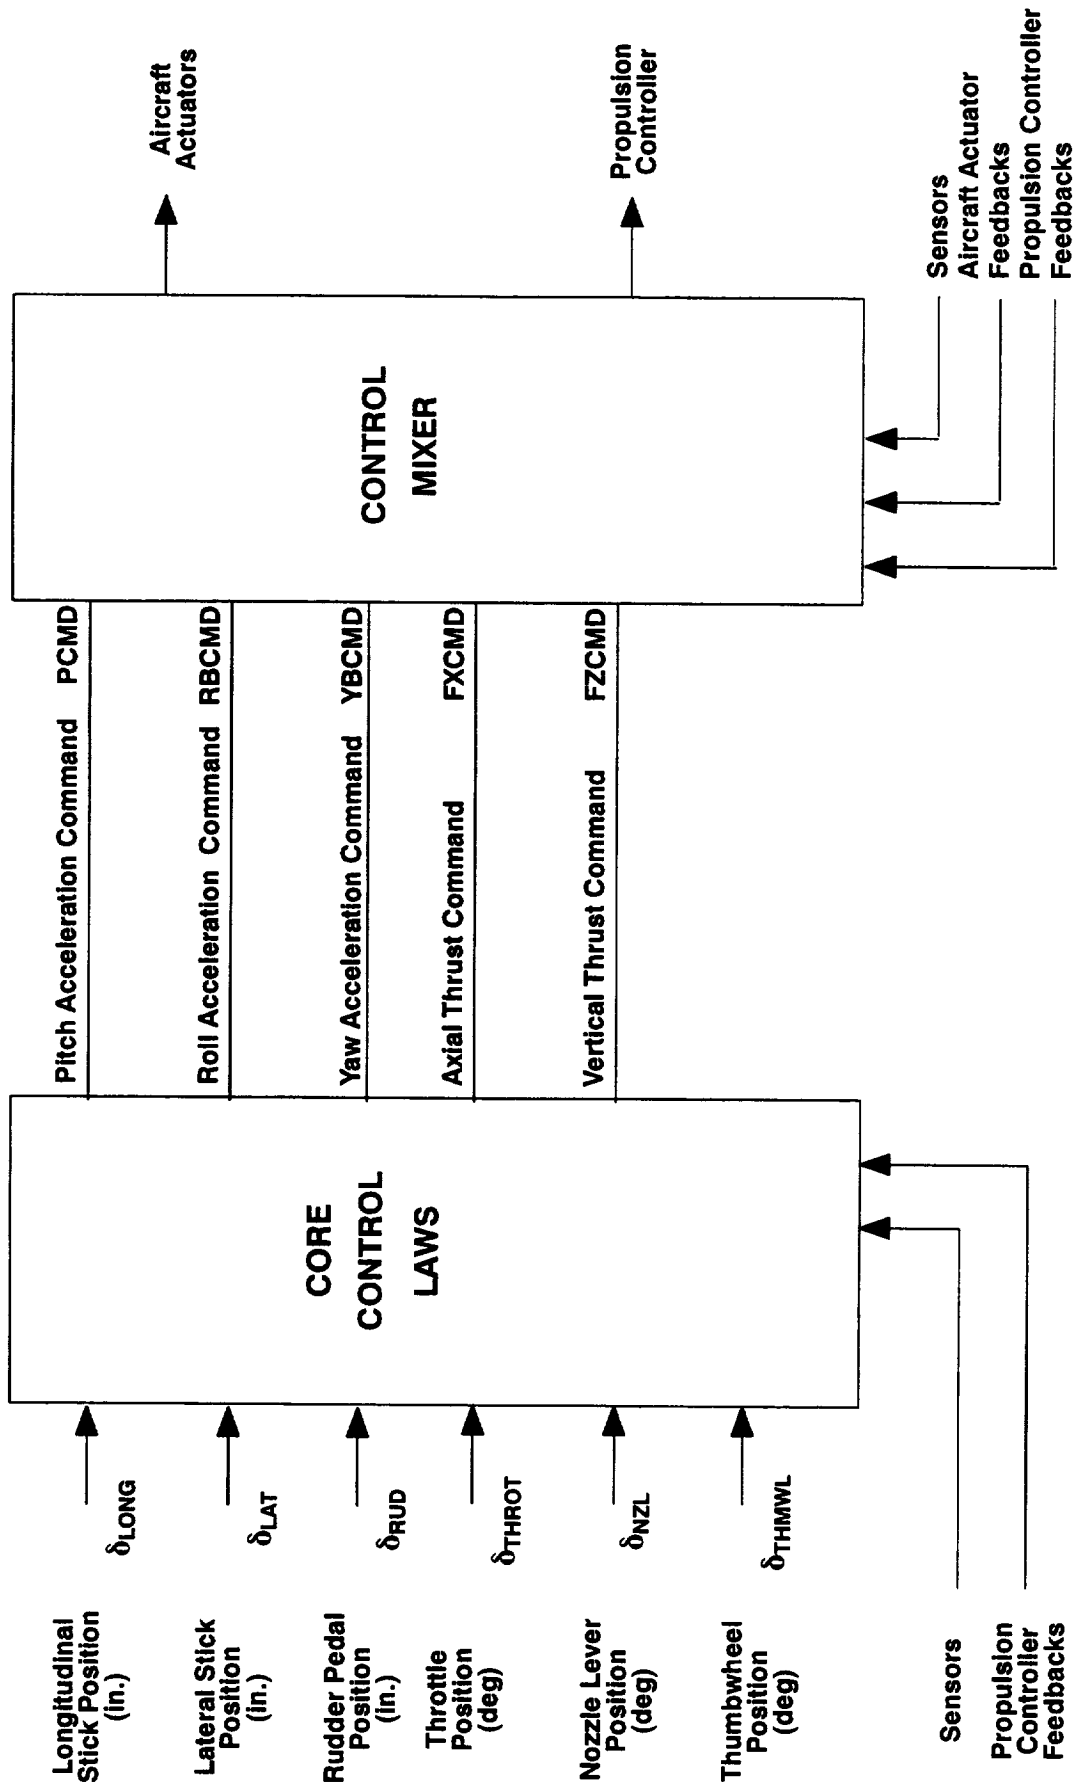 Longitudinal
Stick Position
(in.)
δLONG
Lateral Stick
Position
(in.)
δLAT
Rudder Pedal
Position
(in.)
δRUD
Throttle
Position
(deg)
δTHROT
Nozzle Lever
Position
(deg)
δNZL
Thumbwheel
Position
(deg)
δTHMWL
Sensors
Propulsion
Controller
Feedbacks
CORE
CONTROL
LAWS
Pitch Acceleration Command PCMD
Roll Acceleration Command RBCMD
Yaw Acceleration Command YBCMD
Axial Thrust Command FXCMD
Vertical Thrust Command FZCMD
CONTROL
MIXER
Aircraft
Actuators
Propulsion
Controller
Sensors
Aircraft Actuator
Feedbacks
Propulsion Controller
Feedbacks